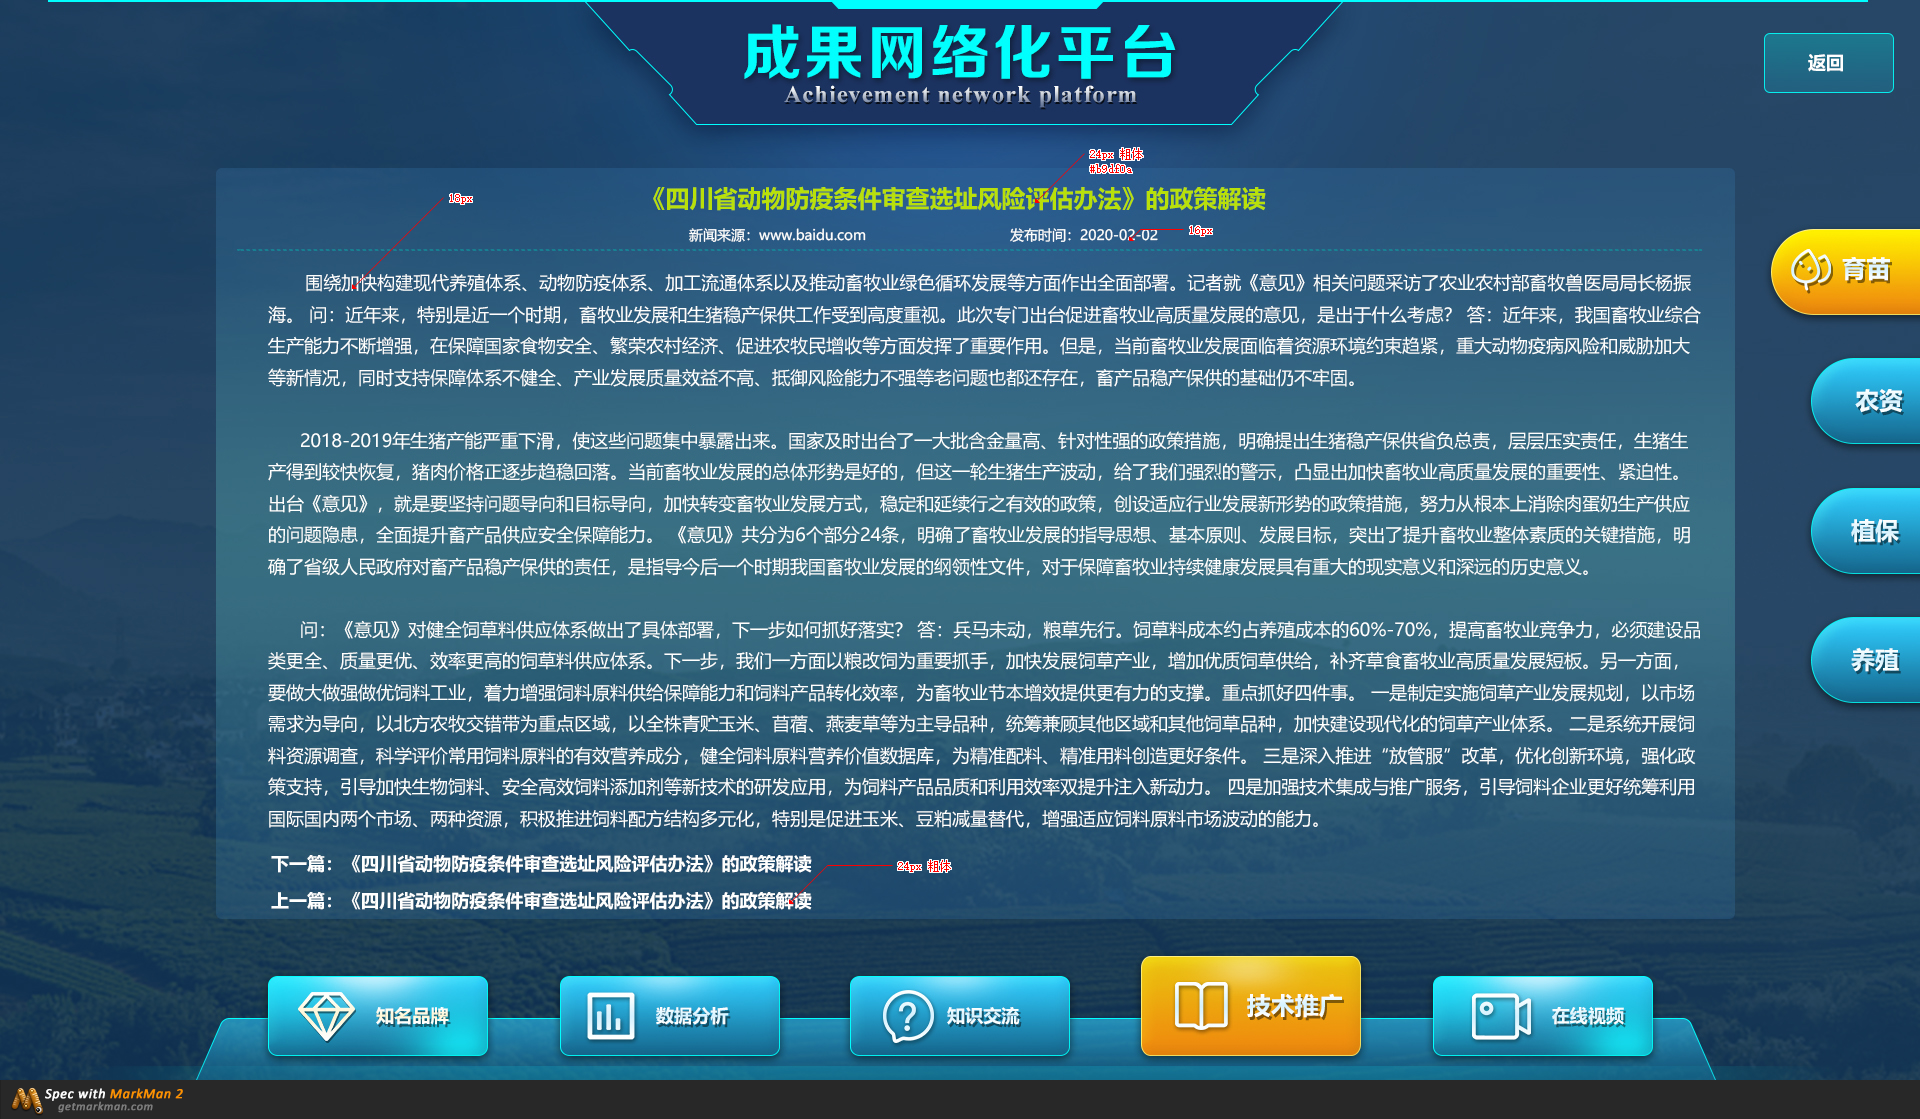 成果网络化平台
Achievement network platform
返回
24px 粗体
#b9df0a
18px
《四川省动物防疫条件审查选址风险评估办法》的政策解读
新闻来源：www.baidu.com
发布时间：2020-02-02
16px
围绕加快构建现代养殖体系、动物防疫体系、加工流通体系以及推动畜牧业绿色循环发展等方面作出全面部署。记者就《意见》相关问题采访了农业农村部畜牧兽医局局长杨振
海。 问：近年来，特别是近一个时期，畜牧业发展和生猪稳产保供工作受到高度重视。此次专门出台促进畜牧业高质量发展的意见，是出于什么考虑？ 答：近年来，我国畜牧业综合
生产能力不断增强，在保障国家食物安全、繁荣农村经济、促进农牧民增收等方面发挥了重要作用。但是，当前畜牧业发展面临着资源环境约束趋紧，重大动物疫病风险和威胁加大
等新情况，同时支持保障体系不健全、产业发展质量效益不高、抵御风险能力不强等老问题也都还存在，畜产品稳产保供的基础仍不牢固。
2018-2019年生猪产能严重下滑，使这些问题集中暴露出来。国家及时出台了一大批含金量高、针对性强的政策措施，明确提出生猪稳产保供省负总责，层层压实责任，生猪生
产得到较快恢复，猪肉价格正逐步趋稳回落。当前畜牧业发展的总体形势是好的，但这一轮生猪生产波动，给了我们强烈的警示，凸显出加快畜牧业高质量发展的重要性、紧迫性。
出台《意见》，就是要坚持问题导向和目标导向，加快转变畜牧业发展方式，稳定和延续行之有效的政策，创设适应行业发展新形势的政策措施，努力从根本上消除肉蛋奶生产供应
的问题隐患，全面提升畜产品供应安全保障能力。 《意见》共分为6个部分24条，明确了畜牧业发展的指导思想、基本原则、发展目标，突出了提升畜牧业整体素质的关键措施，明
确了省级人民政府对畜产品稳产保供的责任，是指导今后一个时期我国畜牧业发展的纲领性文件，对于保障畜牧业持续健康发展具有重大的现实意义和深远的历史意义。
问：《意见》对健全饲草料供应体系做出了具体部署，下一步如何抓好落实？ 答：兵马未动，粮草先行。饲草料成本约占养殖成本的60%-70%，提高畜牧业竞争力，必须建设品
类更全、质量更优、效率更高的饲草料供应体系。下一步，我们一方面以粮改饲为重要抓手，加快发展饲草产业，增加优质饲草供给，补齐草食畜牧业高质量发展短板。另一方面，
要做大做强做优饲料工业，着力增强饲料原料供给保障能力和饲料产品转化效率，为畜牧业节本增效提供更有力的支撑。重点抓好四件事。 一是制定实施饲草产业发展规划，以市场
需求为导向，以北方农牧交错带为重点区域，以全株青贮玉米、苜蓿、燕麦草等为主导品种，统筹兼顾其他区域和其他饲草品种，加快建设现代化的饲草产业体系。 二是系统开展饲
料资源调查，科学评价常用饲料原料的有效营养成分，健全饲料原料营养价值数据库，为精准配料、精准用料创造更好条件。 三是深入推进“放管服”改革，优化创新环境，强化政
策支持，引导加快生物饲料、安全高效饲料添加剂等新技术的研发应用，为饲料产品品质和利用效率双提升注入新动力。 四是加强技术集成与推广服务，引导饲料企业更好统筹利用
国际国内两个市场、两种资源，积极推进饲料配方结构多元化，特别是促进玉米、豆粕减量替代，增强适应饲料原料市场波动的能力。
下一篇：《四川省动物防疫条件审查选址风险评估办法》的政策解读
24px 粗体
上一篇：《四川省动物防疫条件审查选址风险评估办法》的政策解读
育苗
农资
植保
养殖
知名品牌
数据分析
知识交流
技术推广
在线视频
Spec with MarkMan 2
getmarkman.com